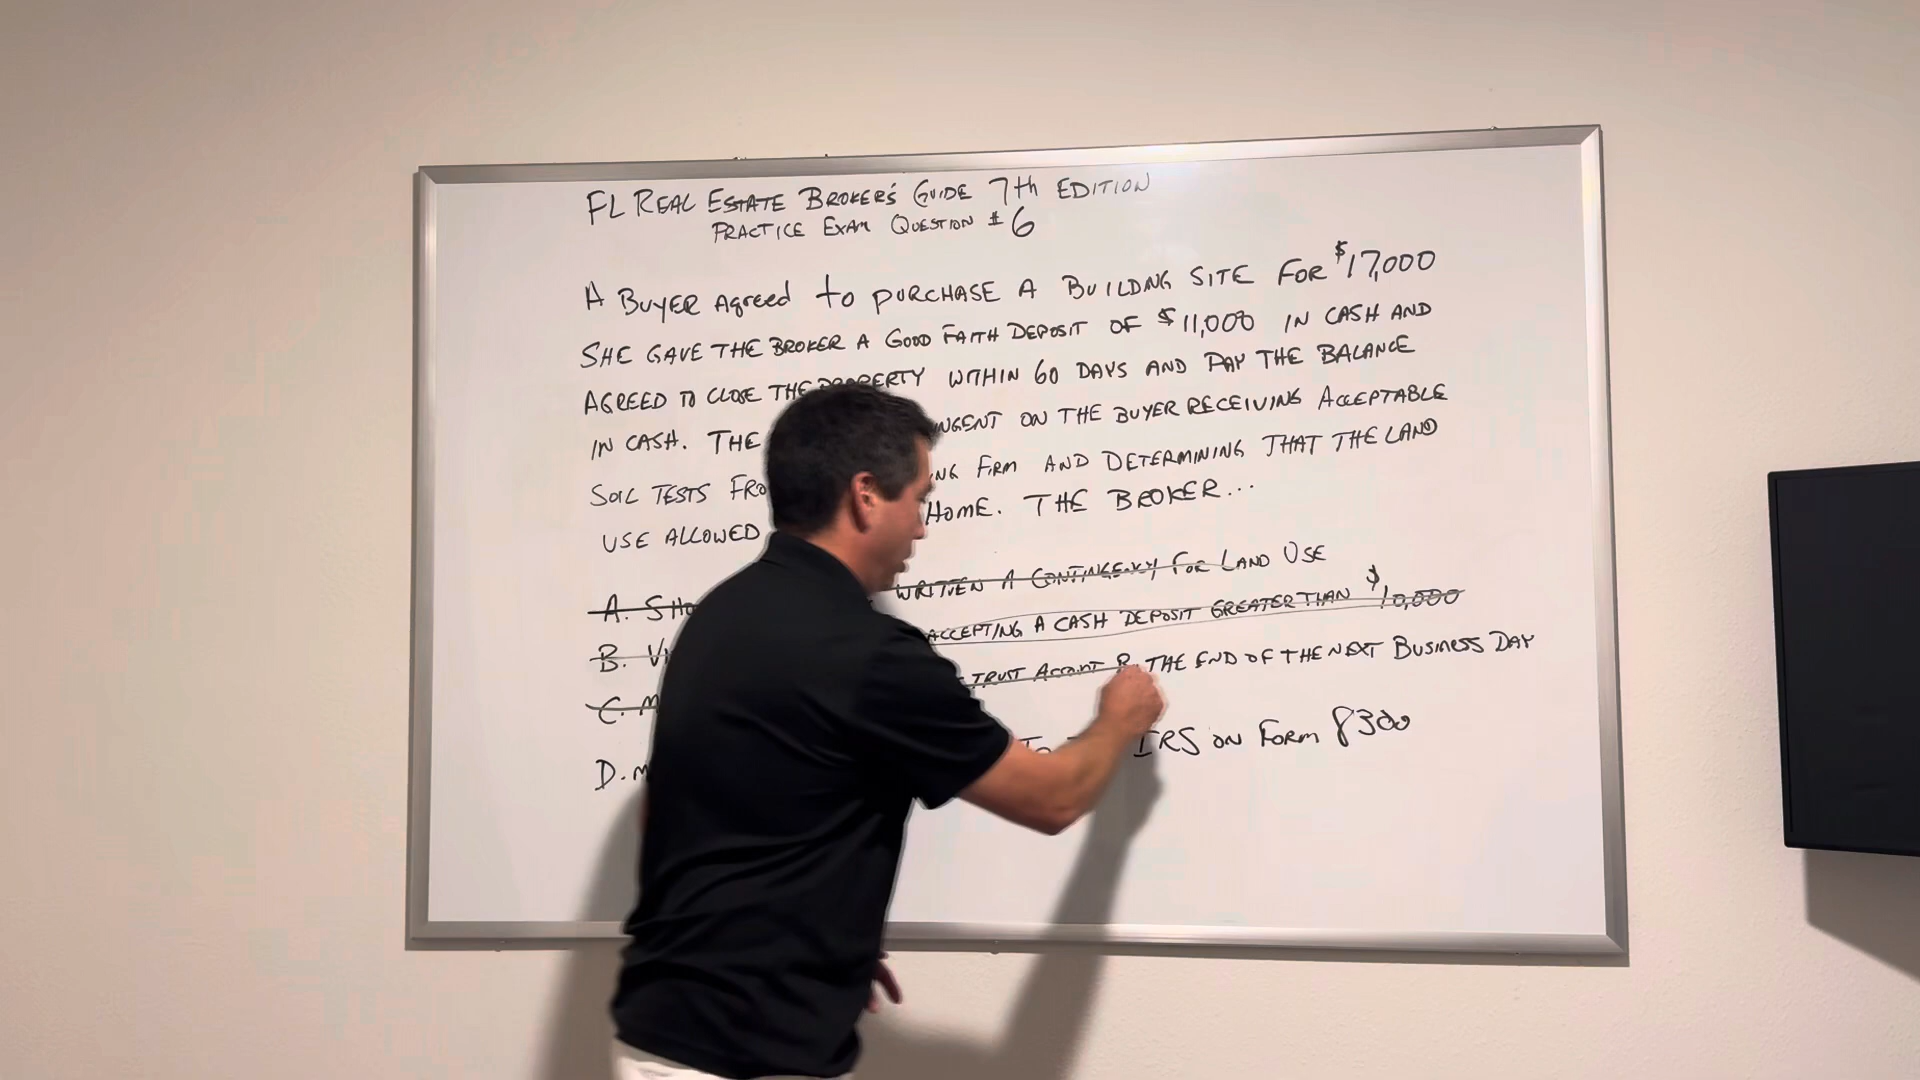 FL REAL ESTATE BROKER'S GUIDE 7th EDITION
PRACTICE EXAM QUESTION #6
A BUYER Agreed to PURCHASE A BUILDING SITE FOR $17,000
SHE GAVE THE BROKER A GOOD FAITH DEPOSIT OF $11,000 IN CASH AND
AGREED TO CLOSE THE PROPERTY WITHIN 60 DAYS AND PAY THE BALANCE
IN CASH. THE ON THE BUYER RECEIVING ACCEPTABLE
SOIL TESTS FIRM AND DETERMINING THAT THE LAND
USE ALLOWED HOME. THE BROKER...
A. WRITTEN A CONTINGENCY FOR LAND USE
B. ACCEPTING A CASH DEPOSIT GREATER THAN $10,000
C. TRUST ACCOUNT THE END OF THE NEXT BUSINESS DAY
D. IRS ON FORM 8300